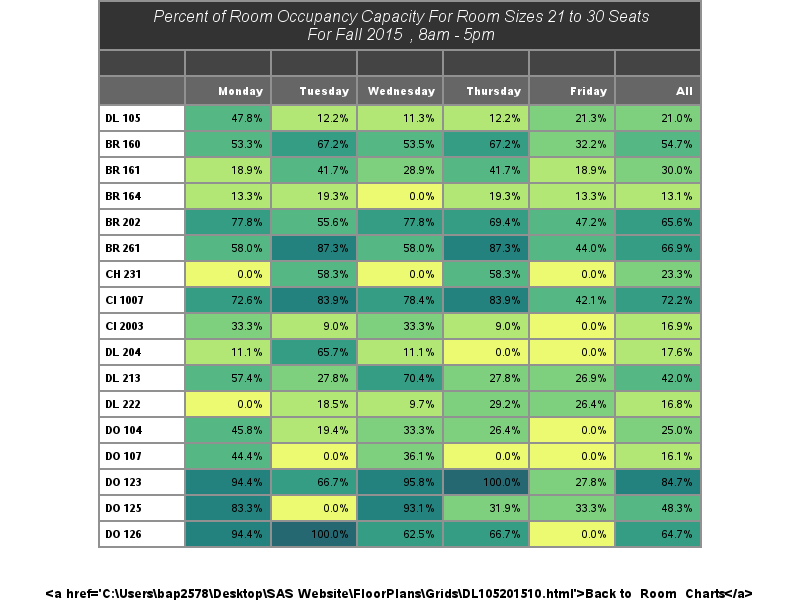 Percent of Room Occupancy Capacity For Room Sizes 21 to 30 Seats
For Fall 2015 , 8am - 5pm
Monday Tuesday Wednesday Thursday Friday All
DL 105 47.8% 12.2% 11.3% 12.2% 21.3% 21.0%
BR 160 53.3% 67.2% 53.5% 67.2% 32.2% 54.7%
BR 161 18.9% 41.7% 28.9% 41.7% 18.9% 30.0%
BR 164 13.3% 19.3% 0.0% 19.3% 13.3% 13.1%
BR 202 77.8% 55.6% 77.8% 69.4% 47.2% 65.6%
BR 261 58.0% 87.3% 58.0% 87.3% 44.0% 66.9%
CH 231 0.0% 58.3% 0.0% 58.3% 0.0% 23.3%
CI 1007 72.6% 83.9% 78.4% 83.9% 42.1% 72.2%
CI 2003 33.3% 9.0% 33.3% 9.0% 0.0% 16.9%
DL 204 11.1% 65.7% 11.1% 0.0% 0.0% 17.6%
DL 213 57.4% 27.8% 70.4% 27.8% 26.9% 42.0%
DL 222 0.0% 18.5% 9.7% 29.2% 26.4% 16.8%
DO 104 45.8% 19.4% 33.3% 26.4% 0.0% 25.0%
DO 107 44.4% 0.0% 36.1% 0.0% 0.0% 16.1%
DO 123 94.4% 66.7% 95.8% 100.0% 27.8% 84.7%
DO 125 83.3% 0.0% 93.1% 31.9% 33.3% 48.3%
DO 126 94.4% 100.0% 62.5% 66.7% 0.0% 64.7%
<a href='C:\Users\bap2578\Desktop\SAS Website\FloorPlans\Grids\DL105201510.html'>Back to Room Charts</a>